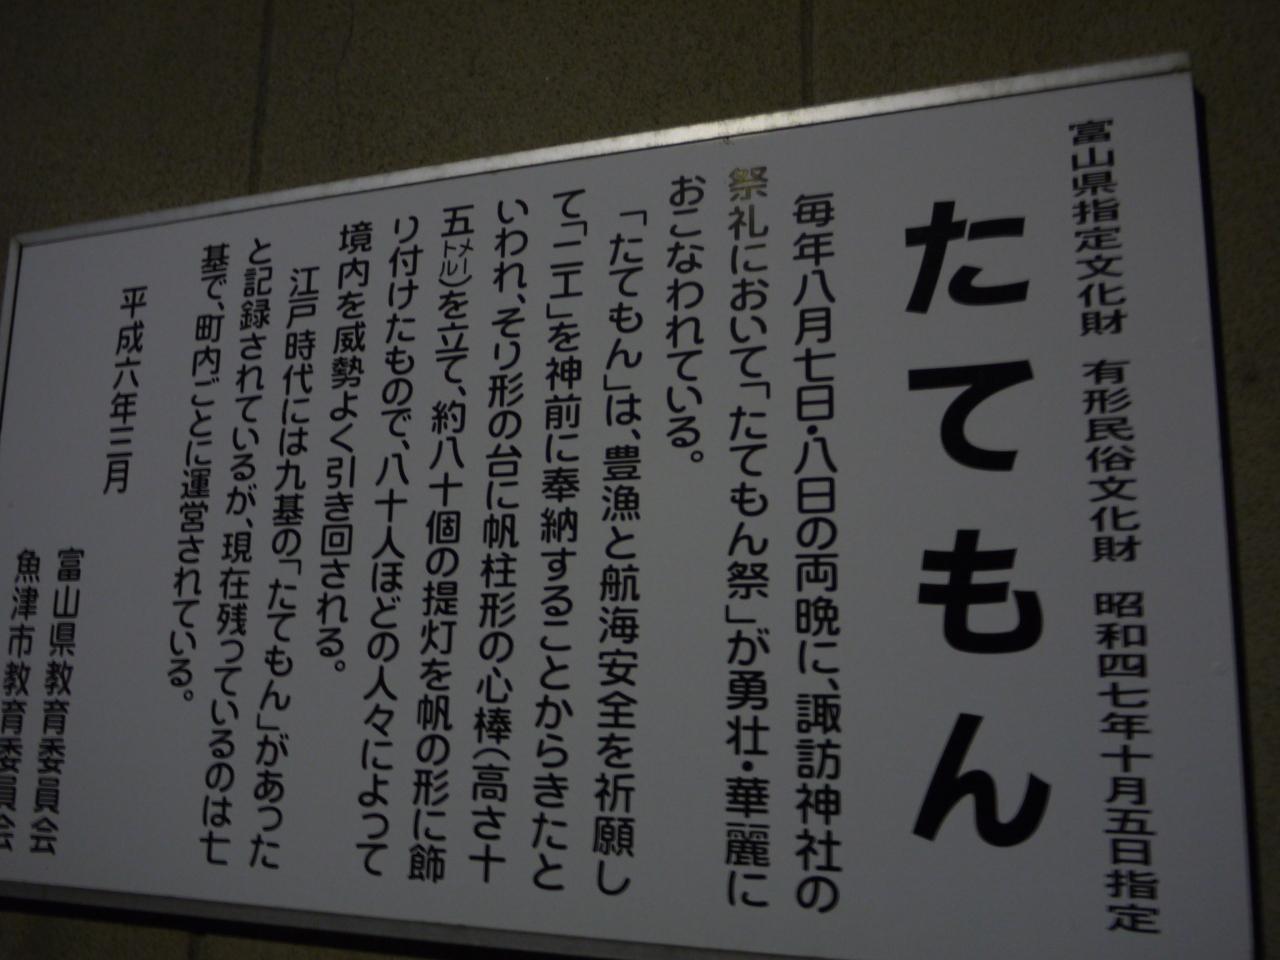 富山県指定文化財 有形民俗文化財 昭和四七年十月五日指定
たてもん
毎年八月七日・八日の両晩に、諏訪神社の
祭礼において「たてもん祭」が勇壮・華麗に
おこなわれている。
「たてもん」は、豊漁と航海安全を祈願し
て「ニエ」を神前に奉納することからきたと
いわれ、そり形の台に帆柱形の心棒(高さ十
五メートル)を立て、約八十個の提灯を帆の形に飾
り付けたもので、八十人ほどの人々によって
境内を威勢よく引き回される。
江戸時代には九基の「たてもん」があった
と記録されているが、現在残っているのは七
基で、町内ごとに運営されている。
平成六年三月
富山県教育委員会
魚津市教育委員会